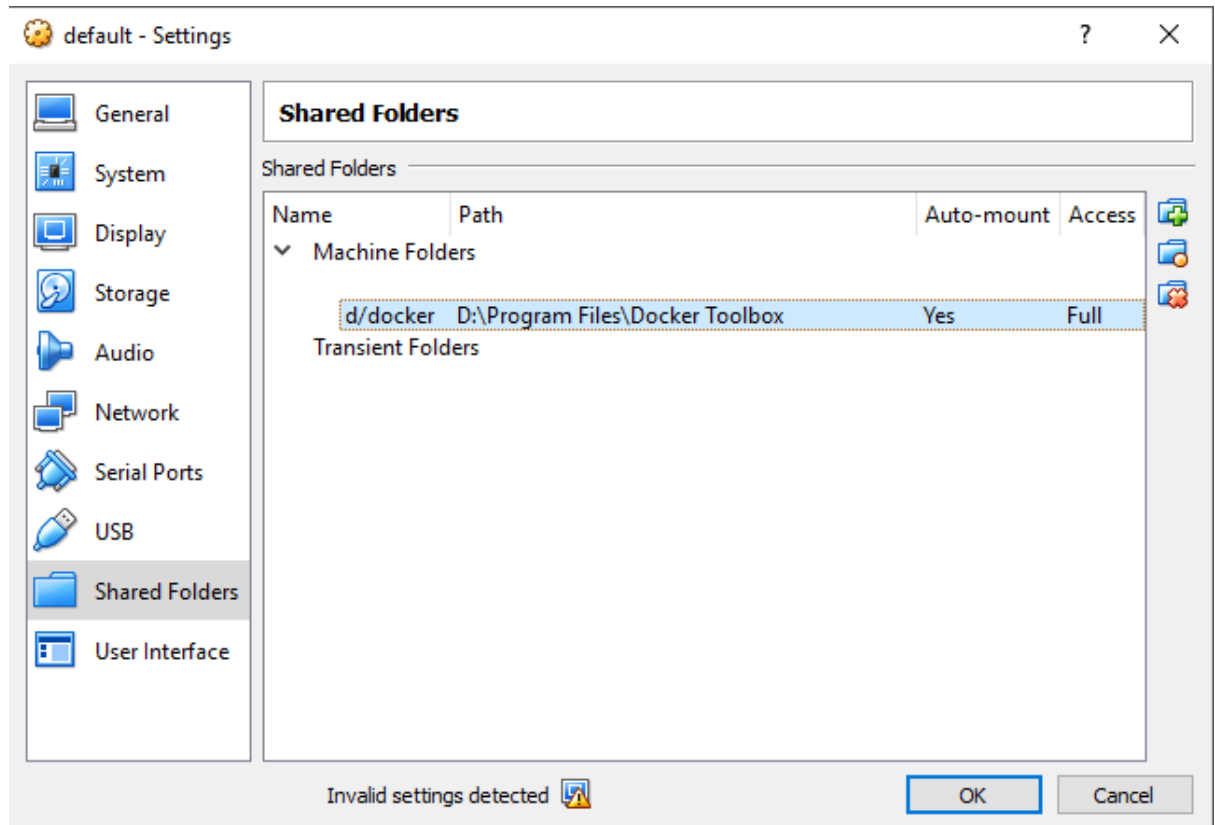 default - Settings ? ×
General
System
Display
Storage
Audio
Network
Serial Ports
USB
Shared Folders
User Interface
Shared Folders
Shared Folders
Name Path Auto-mount Access
Machine Folders
d/docker D:\Program Files\Docker Toolbox Yes Full
Transient Folders
Invalid settings detected OK Cancel